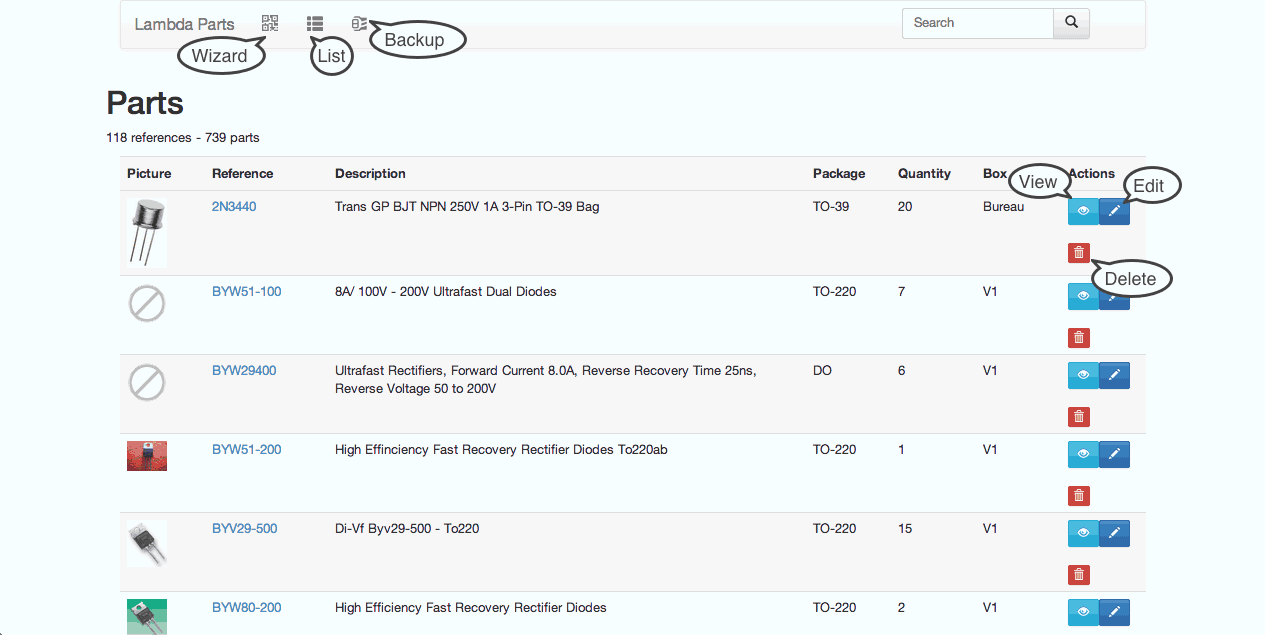 Lambda Parts
Search
Wizard
List
Backup
Parts
118 references - 739 parts
Picture Reference Description Package Quantity Box Actions
View
Edit
2N3440 Trans GP BJT NPN 250V 1A 3-Pin TO-39 Bag TO-39 20 Bureau
Delete
BYW51-100 8A/ 100V - 200V Ultrafast Dual Diodes TO-220 7 V1
BYW29400 Ultrafast Rectifiers, Forward Current 8.0A, Reverse Recovery Time 25ns, DO 6 V1
Reverse Voltage 50 to 200V
BYW51-200 High Effinciency Fast Recovery Rectifier Diodes To220ab TO-220 1 V1
BYV29-500 Di-Vf Byv29-500 - To220 TO-220 15 V1
BYW80-200 High Efficiency Fast Recovery Rectifier Diodes TO-220 2 V1